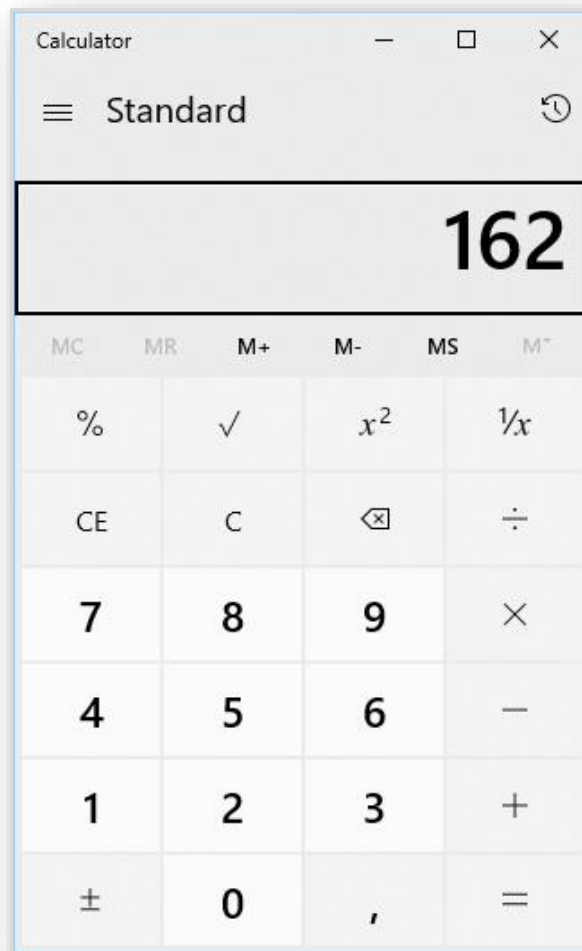 Calculator
Standard
162
MC MR M+ M- MS M˅
% √ x² ¹/x
CE C ÷
7 8 9 ×
4 5 6 −
1 2 3 +
± 0 , =